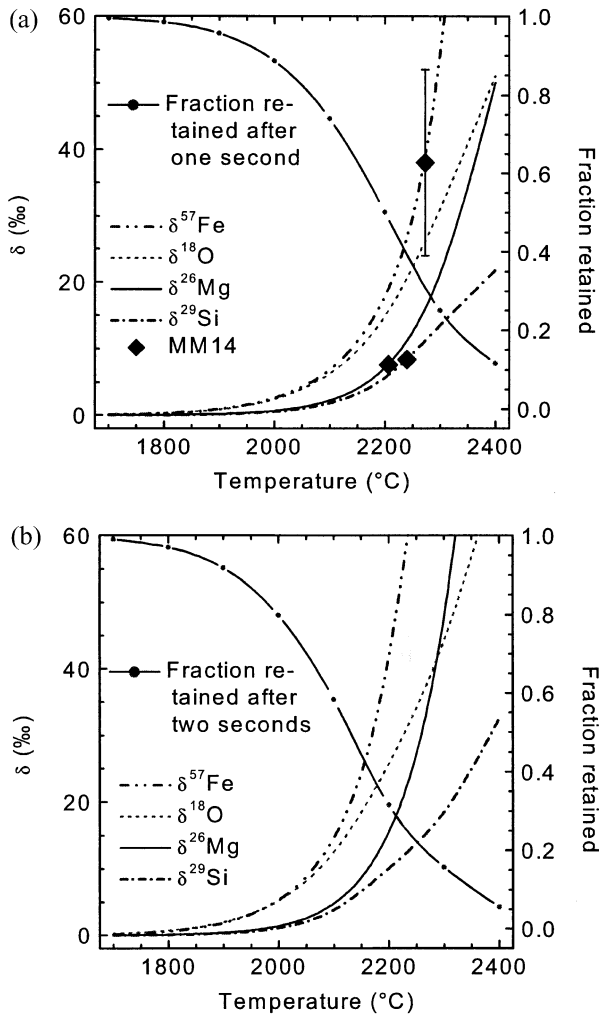 (a)
60
40
20
0
δ (‰)
1.0
0.8
0.6
0.4
0.2
0.0
Fraction retained
Fraction re-
tained after
one second
δ⁵⁷Fe
δ¹⁸O
δ²⁶Mg
δ²⁹Si
MM14
1800 2000 2200 2400
Temperature (°C)
(b)
60
40
20
0
δ (‰)
1.0
0.8
0.6
0.4
0.2
0.0
Fraction retained
Fraction re-
tained after
two seconds
δ⁵⁷Fe
δ¹⁸O
δ²⁶Mg
δ²⁹Si
1800 2000 2200 2400
Temperature (°C)